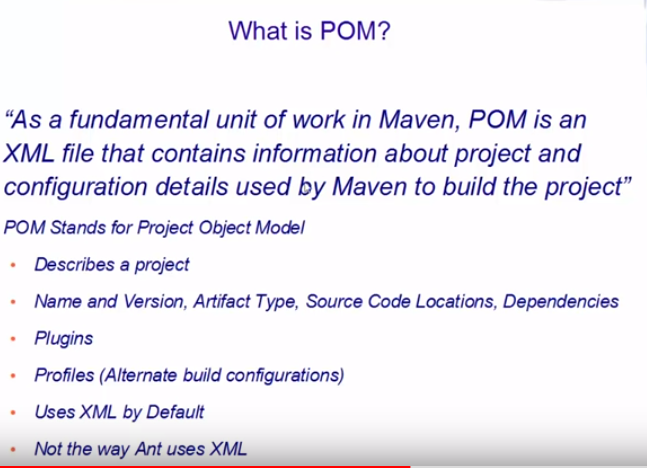 What is POM?
“As a fundamental unit of work in Maven, POM is an
XML file that contains information about project and
configuration details used by Maven to build the project”
POM Stands for Project Object Model
• Describes a project
• Name and Version, Artifact Type, Source Code Locations, Dependencies
• Plugins
• Profiles (Alternate build configurations)
• Uses XML by Default
• Not the way Ant uses XML